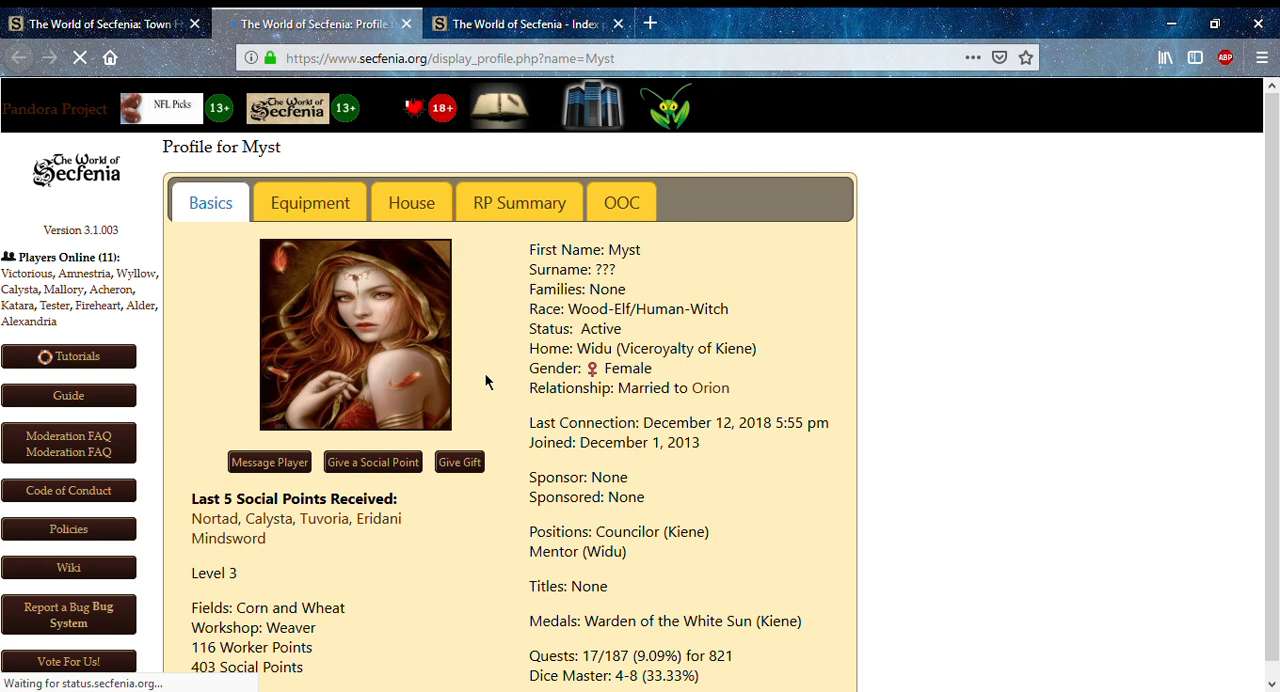 The World of Secfenia: Town H
The World of Secfenia: Profile
The World of Secfenia - Index p
https://www.secfenia.org/display_profile.php?name=Myst
ABP
Pandora Project
NFL Picks
13+
The World of Secfenia
13+
18+
The World of Secfenia
Version 3.1.003
Players Online (11):
Victorious, Amnestria, Wyllow,
Calysta, Mallory, Acheron,
Katara, Tester, Fireheart, Alder,
Alexandria
Tutorials
Guide
Moderation FAQ
Moderation FAQ
Code of Conduct
Policies
Wiki
Report a Bug Bug
System
Vote For Us!
Waiting for status.secfenia.org...
Profile for Myst
Basics
Equipment
House
RP Summary
OOC
Message Player
Give a Social Point
Give Gift
Last 5 Social Points Received:
Nortad, Calysta, Tuvoria, Eridani
Mindsword
Level 3
Fields: Corn and Wheat
Workshop: Weaver
116 Worker Points
403 Social Points
First Name: Myst
Surname: ???
Families: None
Race: Wood-Elf/Human-Witch
Status: Active
Home: Widu (Viceroyalty of Kiene)
Gender: Female
Relationship: Married to Orion
Last Connection: December 12, 2018 5:55 pm
Joined: December 1, 2013
Sponsor: None
Sponsored: None
Positions: Councilor (Kiene)
Mentor (Widu)
Titles: None
Medals: Warden of the White Sun (Kiene)
Quests: 17/187 (9.09%) for 821
Dice Master: 4-8 (33.33%)